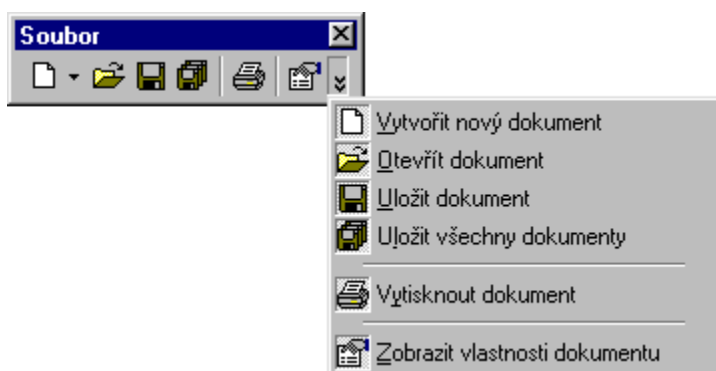 Soubor
Vytvořit nový dokument
Otevřít dokument
Uložit dokument
Uložit všechny dokumenty
Vytisknout dokument
Zobrazit vlastnosti dokumentu